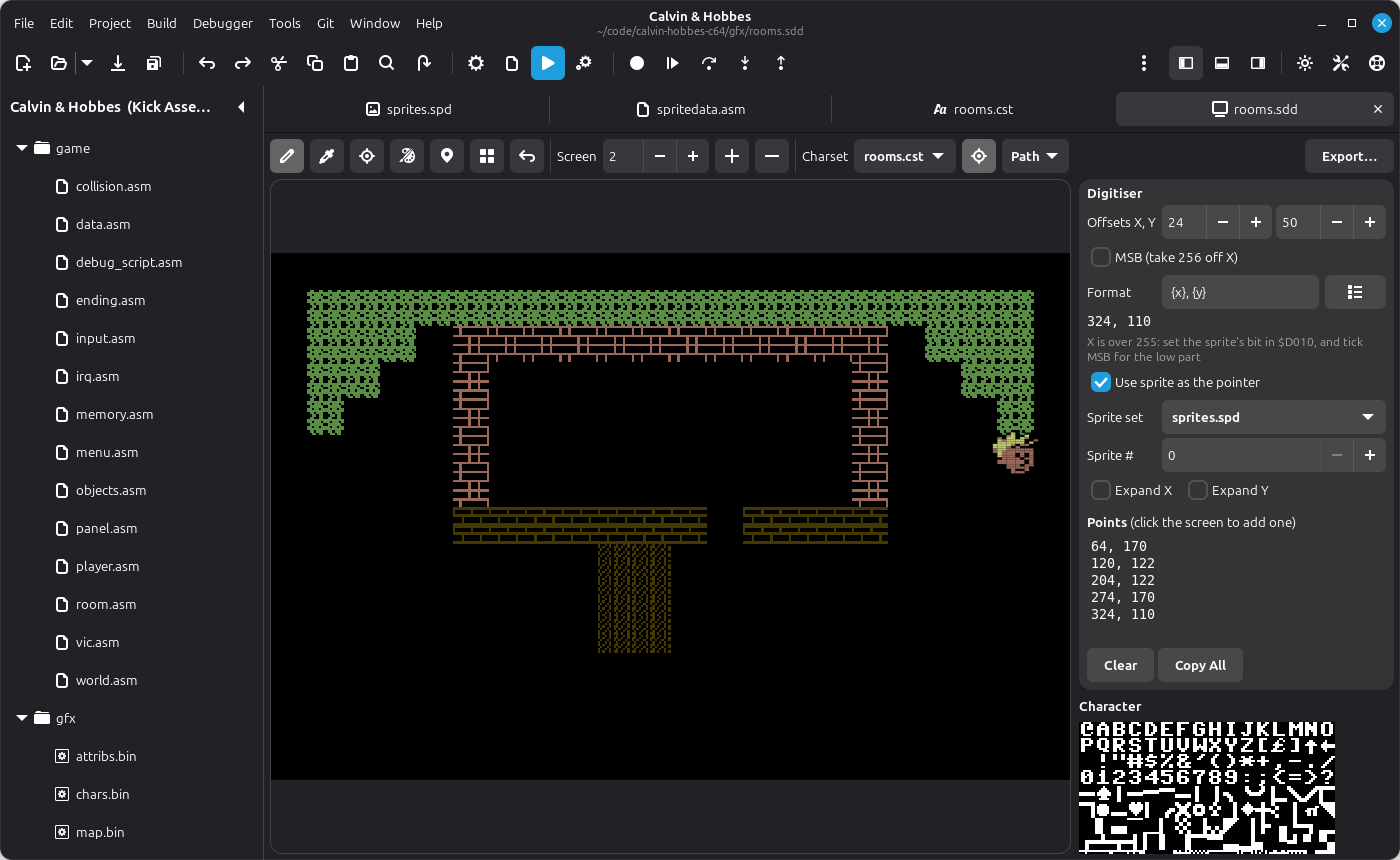 File Edit Project Build Debugger Tools Git Window Help
Calvin & Hobbes
~/code/calvin-hobbes-c64/gfx/rooms.sdd
Calvin & Hobbes (Kick Asse...
sprites.spd
spritedata.asm
rooms.cst
rooms.sdd
game
collision.asm
data.asm
debug_script.asm
ending.asm
input.asm
irq.asm
memory.asm
menu.asm
objects.asm
panel.asm
player.asm
room.asm
vic.asm
world.asm
gfx
attribs.bin
chars.bin
map.bin
Screen 2
Charset rooms.cst
Path
Export...
Digitiser
Offsets X, Y 24 50
MSB (take 256 off X)
Format {x}, {y}
324, 110
X is over 255: set the sprite's bit in $D010, and tick
MSB for the low part
Use sprite as the pointer
Sprite set sprites.spd
Sprite # 0
Expand X Expand Y
Points (click the screen to add one)
64, 170
120, 122
204, 122
274, 170
324, 110
Clear Copy All
Character
@ABCDEFGHIJKLMNO
PQRSTUVWXYZ[£]↑←
!"#$%&'()*+,-./
0123456789:;<=>?